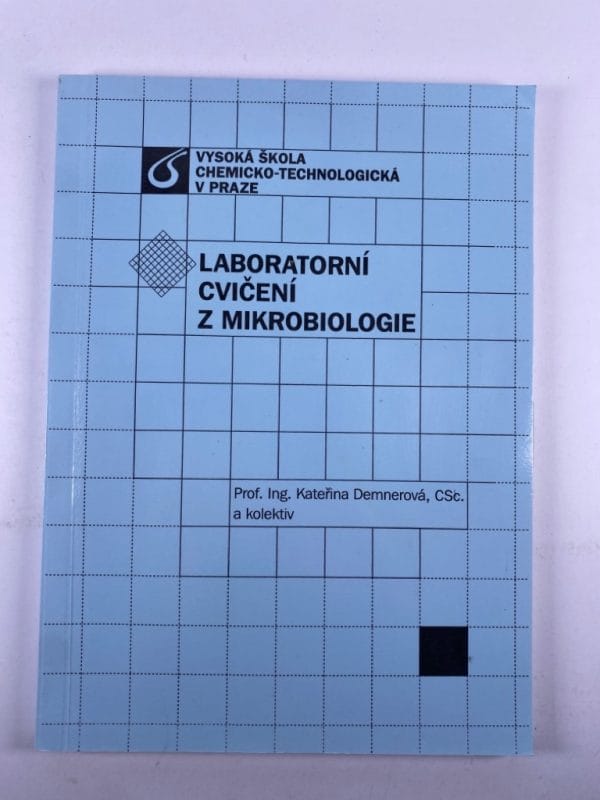 VYSOKÁ ŠKOLA
CHEMICKO-TECHNOLOGICKÁ
V PRAZE
LABORATORNÍ
CVIČENÍ
Z MIKROBIOLOGIE
Prof. Ing. Kateřina Demnerová, CSc.
a kolektiv